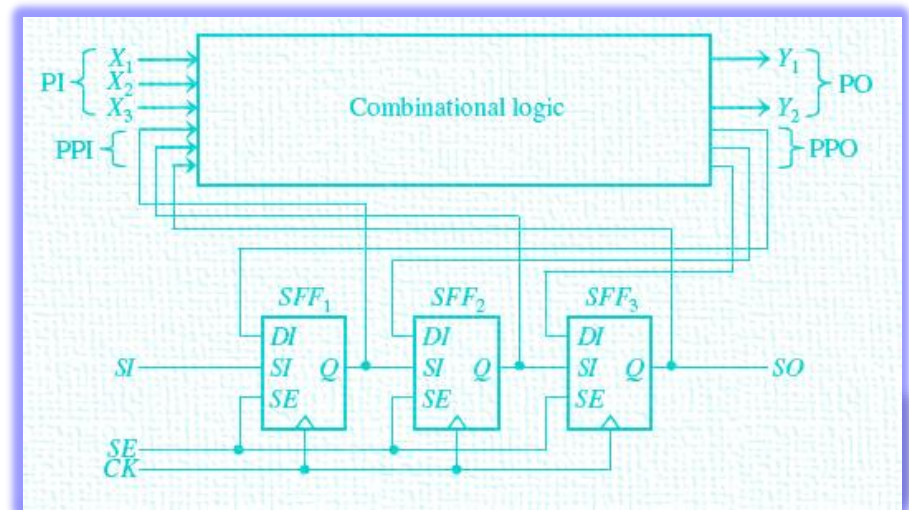 X₁
PI { X₂
X₃
PPI {
Combinational logic
Y₁
} PO
Y₂
} PPO
SFF₁
SFF₂
SFF₃
DI
SI Q
SE
DI
SI Q
SE
DI
SI Q
SE
SI
SO
SE
CK